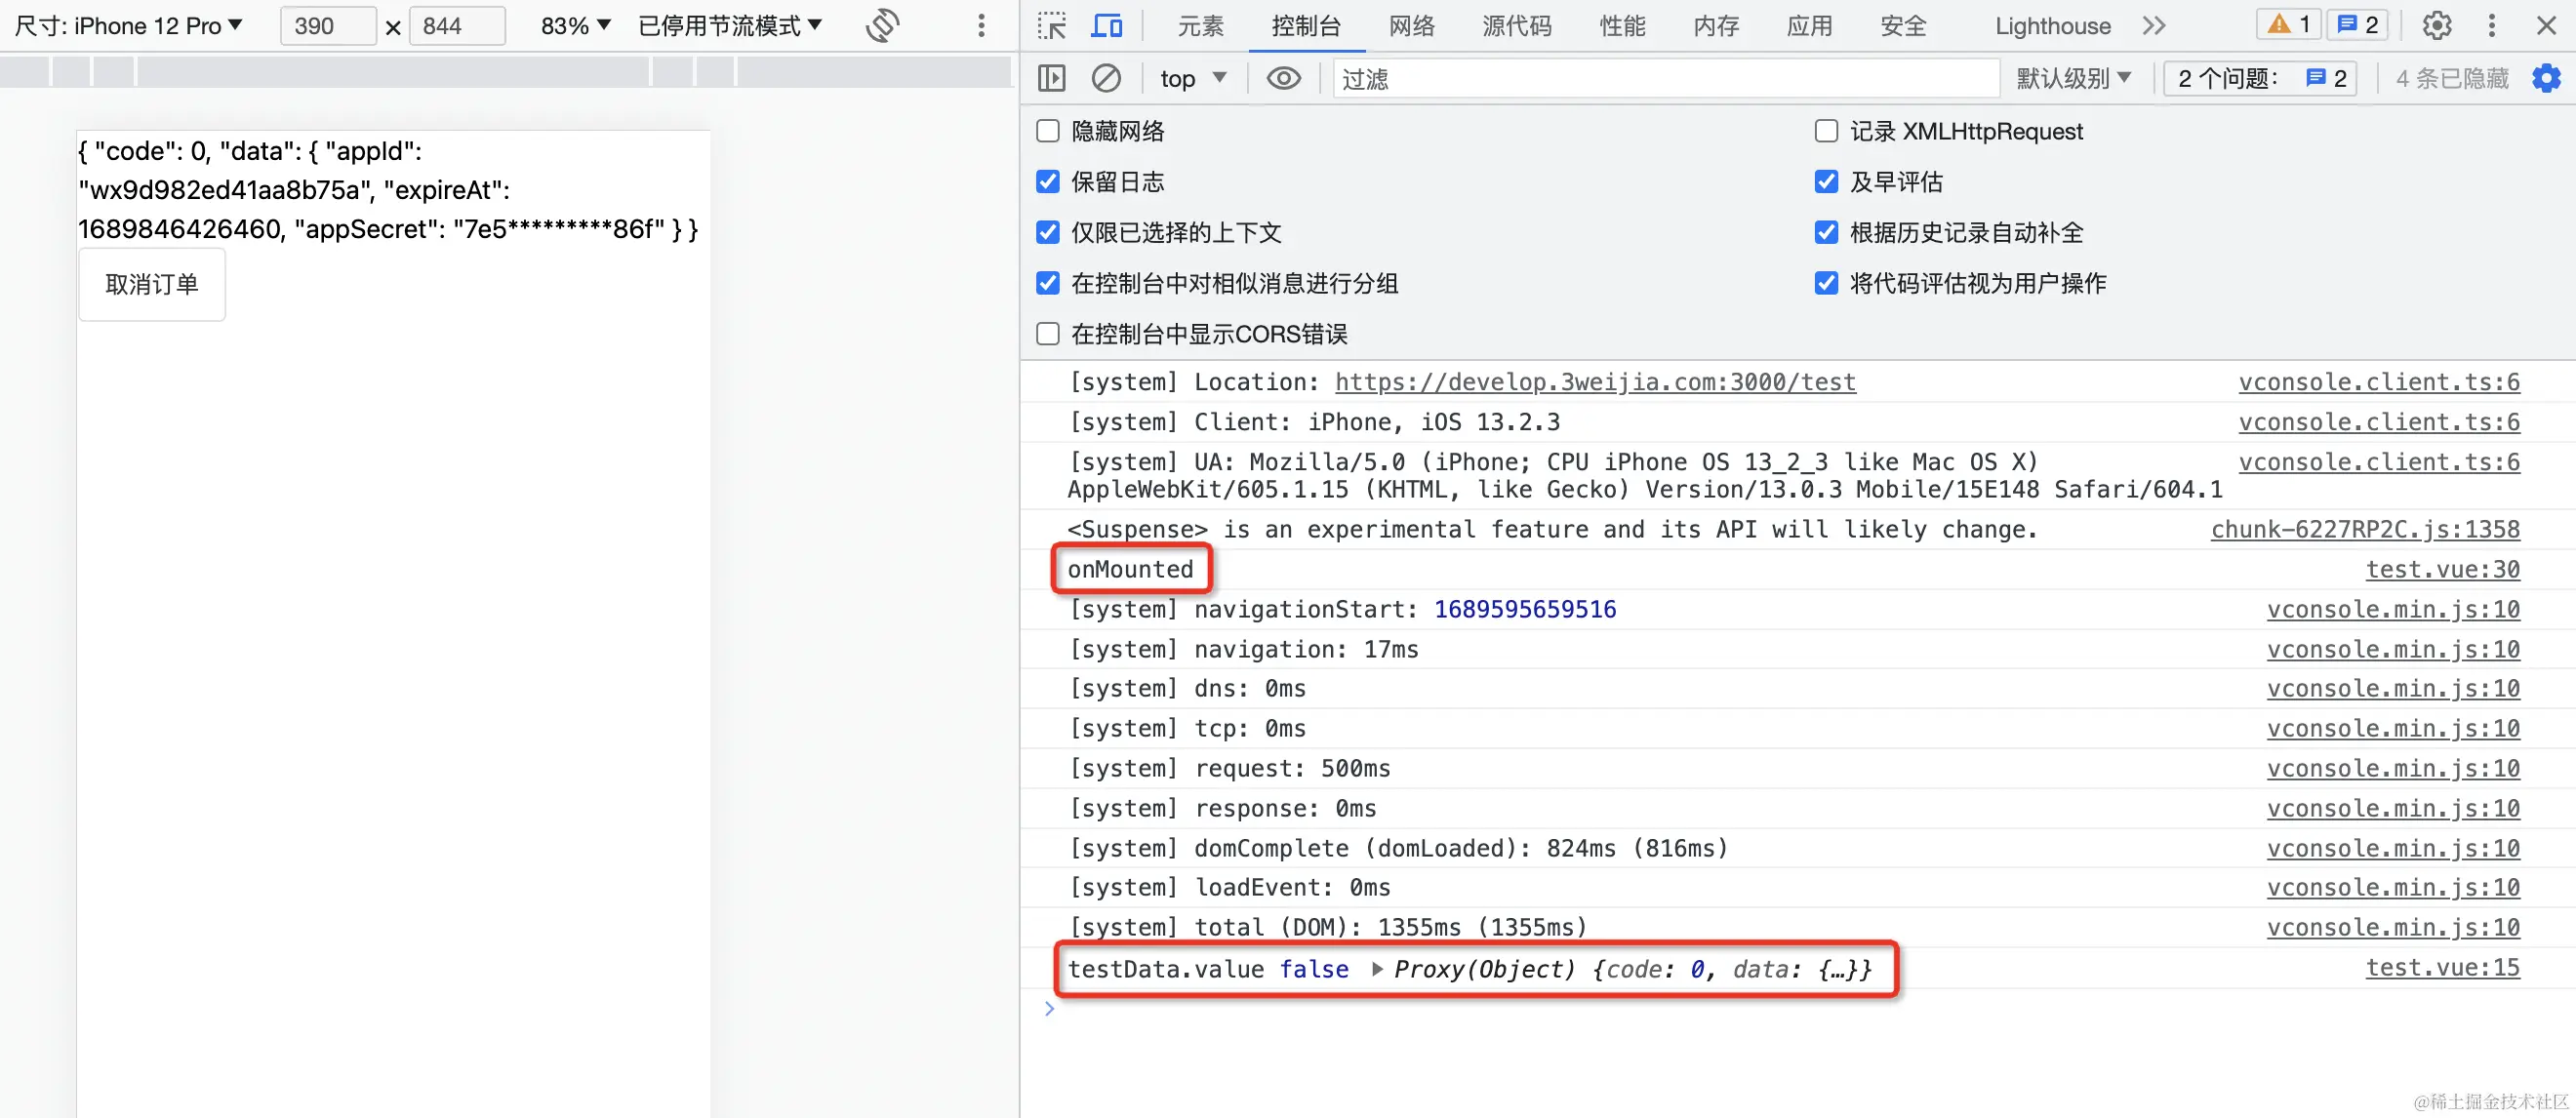 尺寸: iPhone 12 Pro 390 × 844 83% 已停用节流模式
{ "code": 0, "data": { "appId":
"wx9d982ed41aa8b75a", "expireAt":
1689846426460, "appSecret": "7e5*********86f" } }
取消订单
元素 控制台 网络 源代码 性能 内存 应用 安全 Lighthouse 1 2
top 过滤 默认级别 2 个问题: 2 4 条已隐藏
隐藏网络 记录 XMLHttpRequest
保留日志 及早评估
仅限已选择的上下文 根据历史记录自动补全
在控制台中对相似消息进行分组 将代码评估视为用户操作
在控制台中显示CORS错误
[system] Location: https://develop.3weijia.com:3000/test vconsole.client.ts:6
[system] Client: iPhone, iOS 13.2.3 vconsole.client.ts:6
[system] UA: Mozilla/5.0 (iPhone; CPU iPhone OS 13_2_3 like Mac OS X) vconsole.client.ts:6
AppleWebKit/605.1.15 (KHTML, like Gecko) Version/13.0.3 Mobile/15E148 Safari/604.1
<Suspense> is an experimental feature and its API will likely change. chunk-6227RP2C.js:1358
onMounted test.vue:30
[system] navigationStart: 1689595659516 vconsole.min.js:10
[system] navigation: 17ms vconsole.min.js:10
[system] dns: 0ms vconsole.min.js:10
[system] tcp: 0ms vconsole.min.js:10
[system] request: 500ms vconsole.min.js:10
[system] response: 0ms vconsole.min.js:10
[system] domComplete (domLoaded): 824ms (816ms) vconsole.min.js:10
[system] loadEvent: 0ms vconsole.min.js:10
[system] total (DOM): 1355ms (1355ms) vconsole.min.js:10
testData.value false ▶ Proxy(Object) {code: 0, data: {…}} test.vue:15
@稀土掘金技术社区